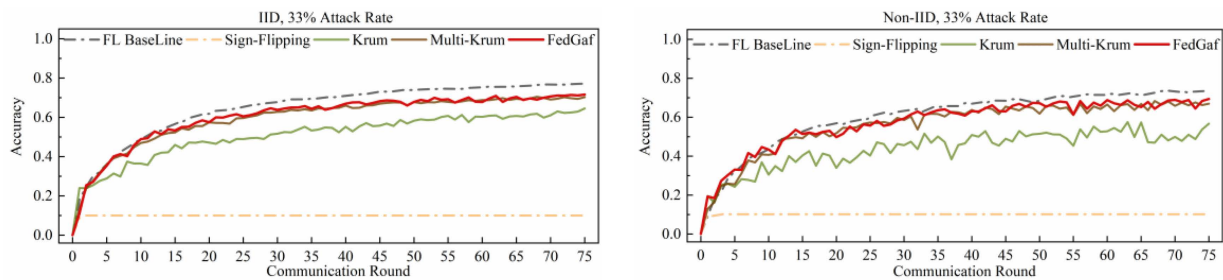 IID, 33% Attack Rate
FL BaseLine Sign-Flipping Krum Multi-Krum FedGaf
1.0
0.8
0.6
0.4
0.2
0.0
Accuracy
0 5 10 15 20 25 30 35 40 45 50 55 60 65 70 75
Communication Round
Non-IID, 33% Attack Rate
FL BaseLine Sign-Flipping Krum Multi-Krum FedGaf
1.0
0.8
0.6
0.4
0.2
0.0
Accuracy
0 5 10 15 20 25 30 35 40 45 50 55 60 65 70 75
Communication Round